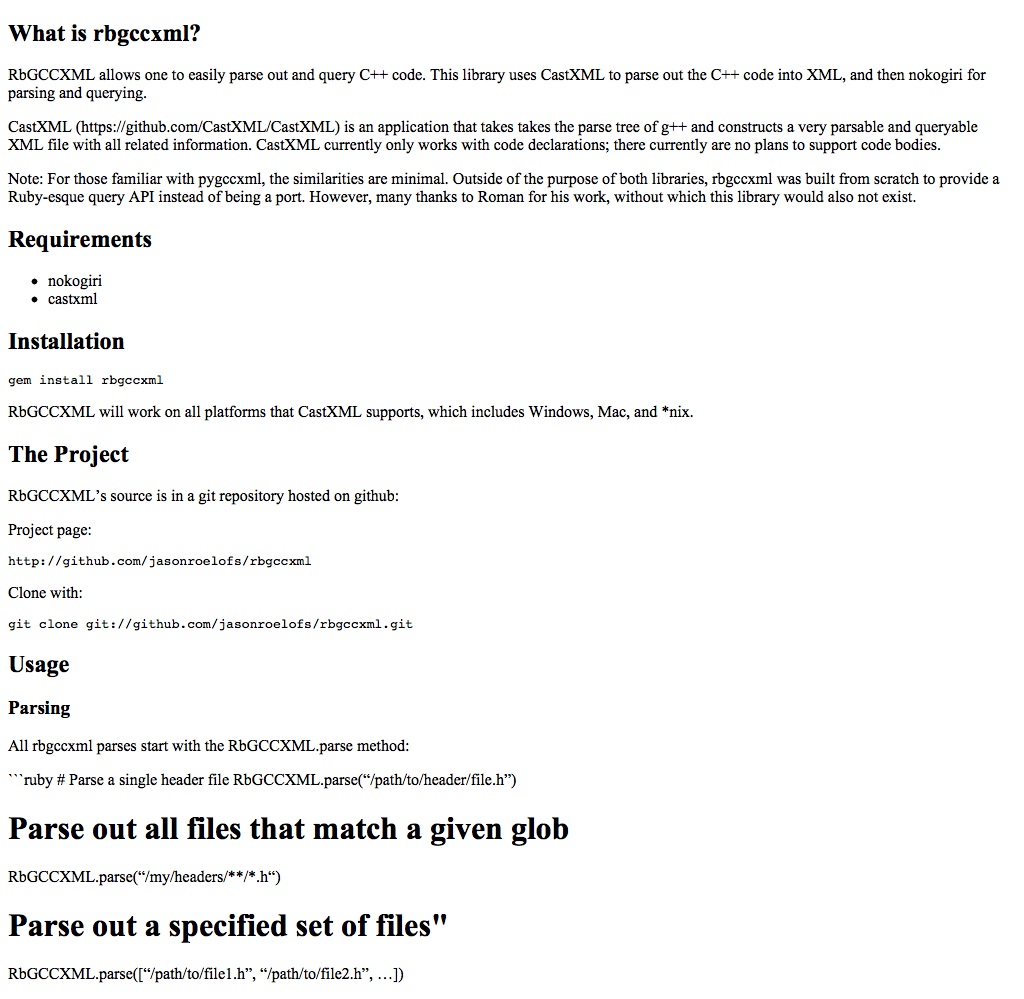 What is rbgccxml?
RbGCCXML allows one to easily parse out and query C++ code. This library uses CastXML to parse out the C++ code into XML, and then nokogiri for
parsing and querying.
CastXML (https://github.com/CastXML/CastXML) is an application that takes takes the parse tree of g++ and constructs a very parsable and queryable
XML file with all related information. CastXML currently only works with code declarations; there currently are no plans to support code bodies.
Note: For those familiar with pygccxml, the similarities are minimal. Outside of the purpose of both libraries, rbgccxml was built from scratch to provide a
Ruby-esque query API instead of being a port. However, many thanks to Roman for his work, without which this library would also not exist.
Requirements
• nokogiri
• castxml
Installation
gem install rbgccxml
RbGCCXML will work on all platforms that CastXML supports, which includes Windows, Mac, and *nix.
The Project
RbGCCXML’s source is in a git repository hosted on github:
Project page:
http://github.com/jasonroelofs/rbgccxml
Clone with:
git clone git://github.com/jasonroelofs/rbgccxml.git
Usage
Parsing
All rbgccxml parses start with the RbGCCXML.parse method:
```ruby # Parse a single header file RbGCCXML.parse(“/path/to/header/file.h”)
Parse out all files that match a given glob
RbGCCXML.parse(“/my/headers/**/*.h“)
Parse out a specified set of files"
RbGCCXML.parse([“/path/to/file1.h”, “/path/to/file2.h”, …])